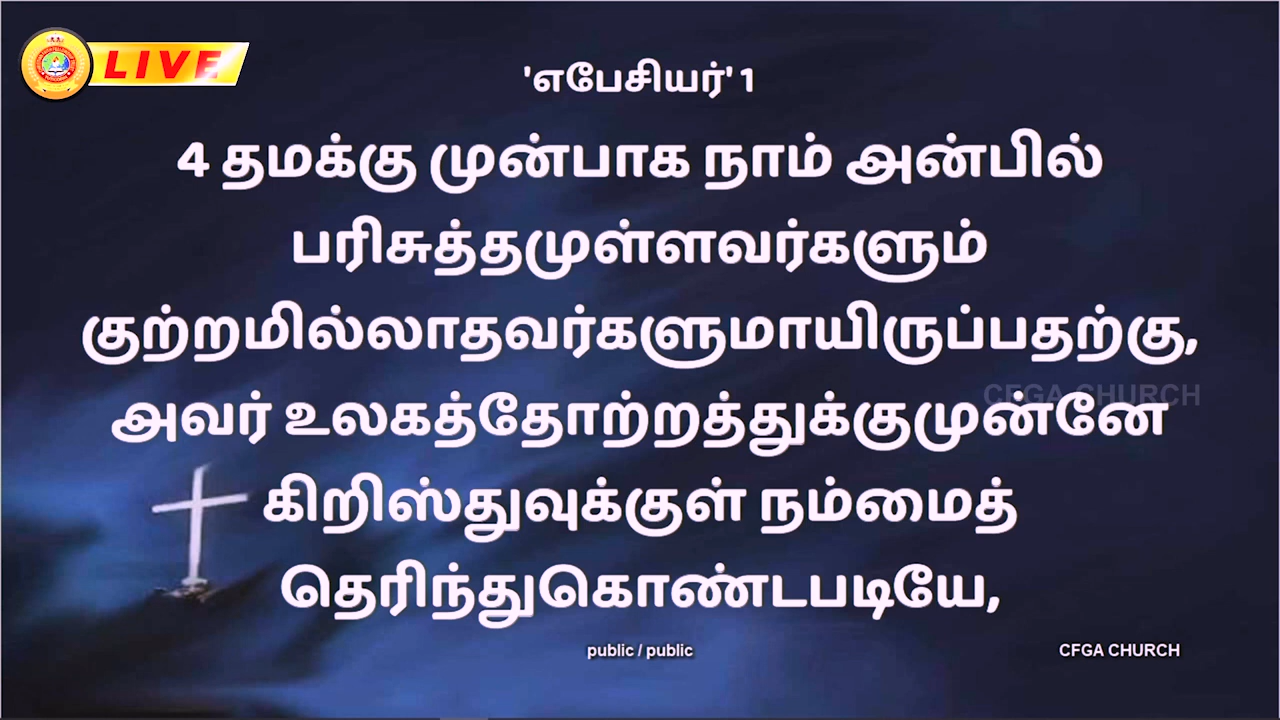 LIVE
'எபேசியர்' 1
4 தமக்கு முன்பாக நாம் அன்பில்
பரிசுத்தமுள்ளவர்களும்
குற்றமில்லாதவர்களுமாயிருப்பதற்கு,
CFGA CHURCH
அவர் உலகத்தோற்றத்துக்குமுன்னே
கிறிஸ்துவுக்குள் நம்மைத்
தெரிந்துகொண்டபடியே,
public / public
CFGA CHURCH